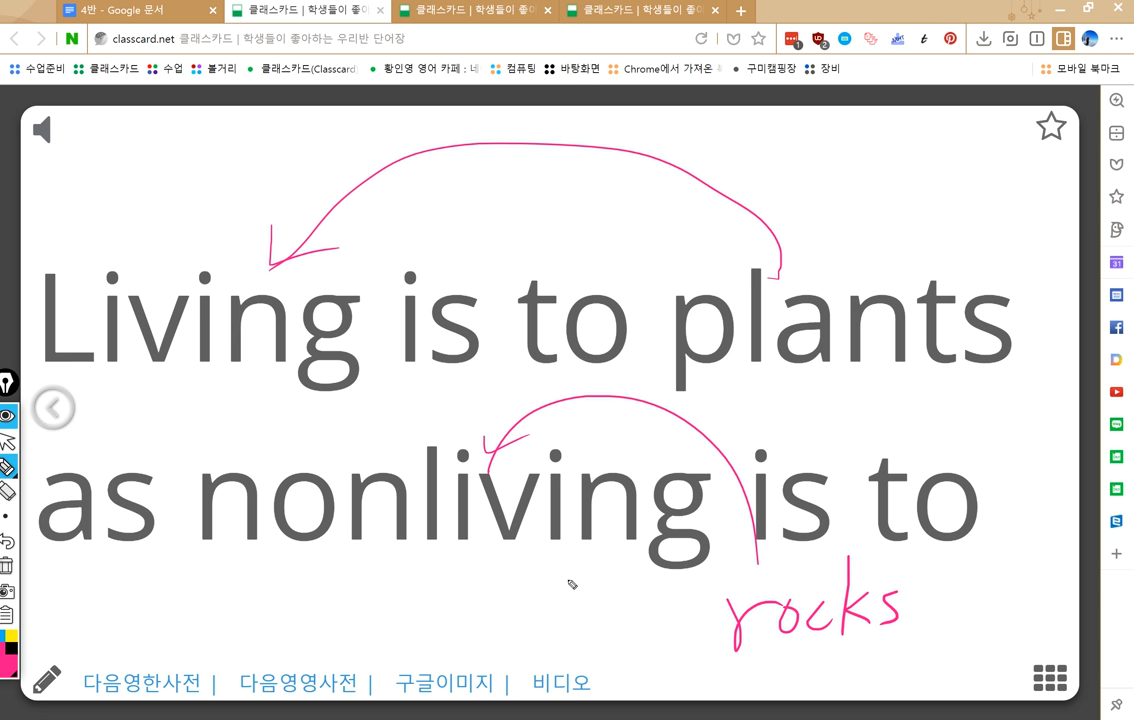 4반 - Google 문서
클래스카드 | 학생들이 좋아
클래스카드 | 학생들이 좋아
클래스카드 | 학생들이 좋아
N
classcard.net 클래스카드 | 학생들이 좋아하는 우리반 단어장
수업준비 클래스카드 수업 볼거리 클래스카드(Classcard) 황인영 영어 카페 ; 네 컴퓨팅 바탕화면 Chrome에서 가져온 구미캠핑장 장비 모바일 북마크
Living is to plants
as nonliving is to
rocks
다음영한사전 | 다음영영사전 | 구글이미지 | 비디오